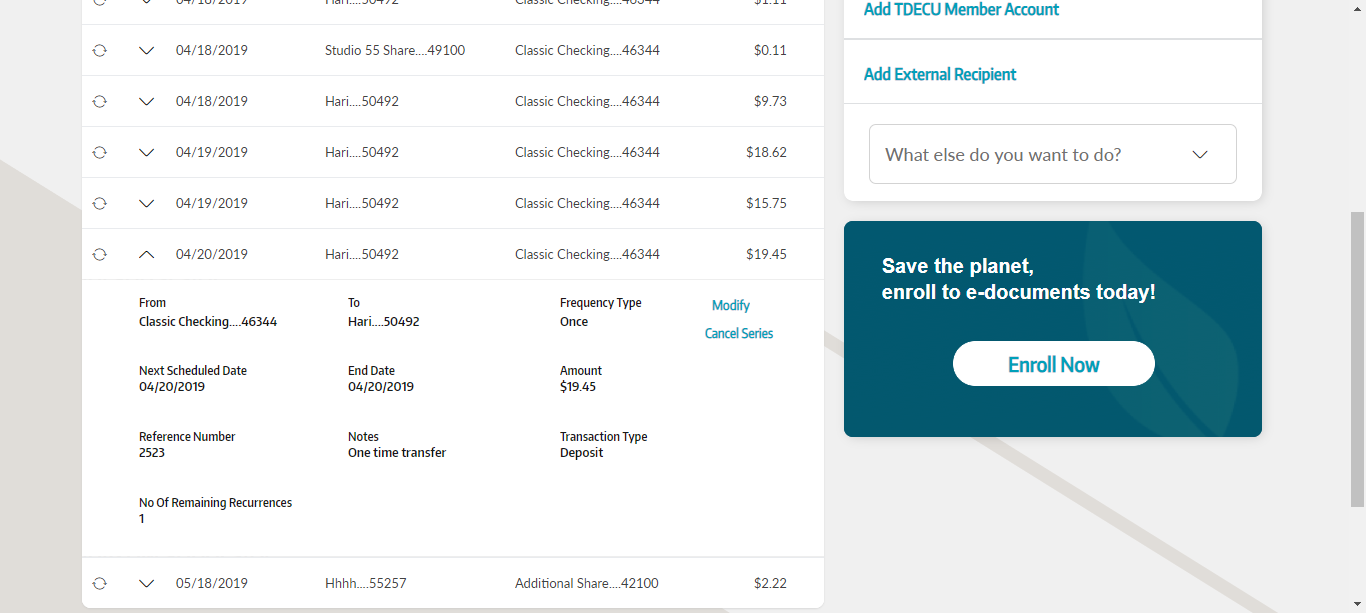 04/18/2019 Hari....50492 Classic Checking....46344 $1.11
04/18/2019 Studio 55 Share....49100 Classic Checking....46344 $0.11
04/18/2019 Hari....50492 Classic Checking....46344 $9.73
04/19/2019 Hari....50492 Classic Checking....46344 $18.62
04/19/2019 Hari....50492 Classic Checking....46344 $15.75
04/20/2019 Hari....50492 Classic Checking....46344 $19.45
From To Frequency Type Modify
Classic Checking....46344 Hari....50492 Once
Cancel Series
Next Scheduled Date End Date Amount
04/20/2019 04/20/2019 $19.45
Reference Number Notes Transaction Type
2523 One time transfer Deposit
No Of Remaining Recurrences
1
05/18/2019 Hhhh....55257 Additional Share....42100 $2.22
Add TDECU Member Account
Add External Recipient
What else do you want to do?
Save the planet,
enroll to e-documents today!
Enroll Now